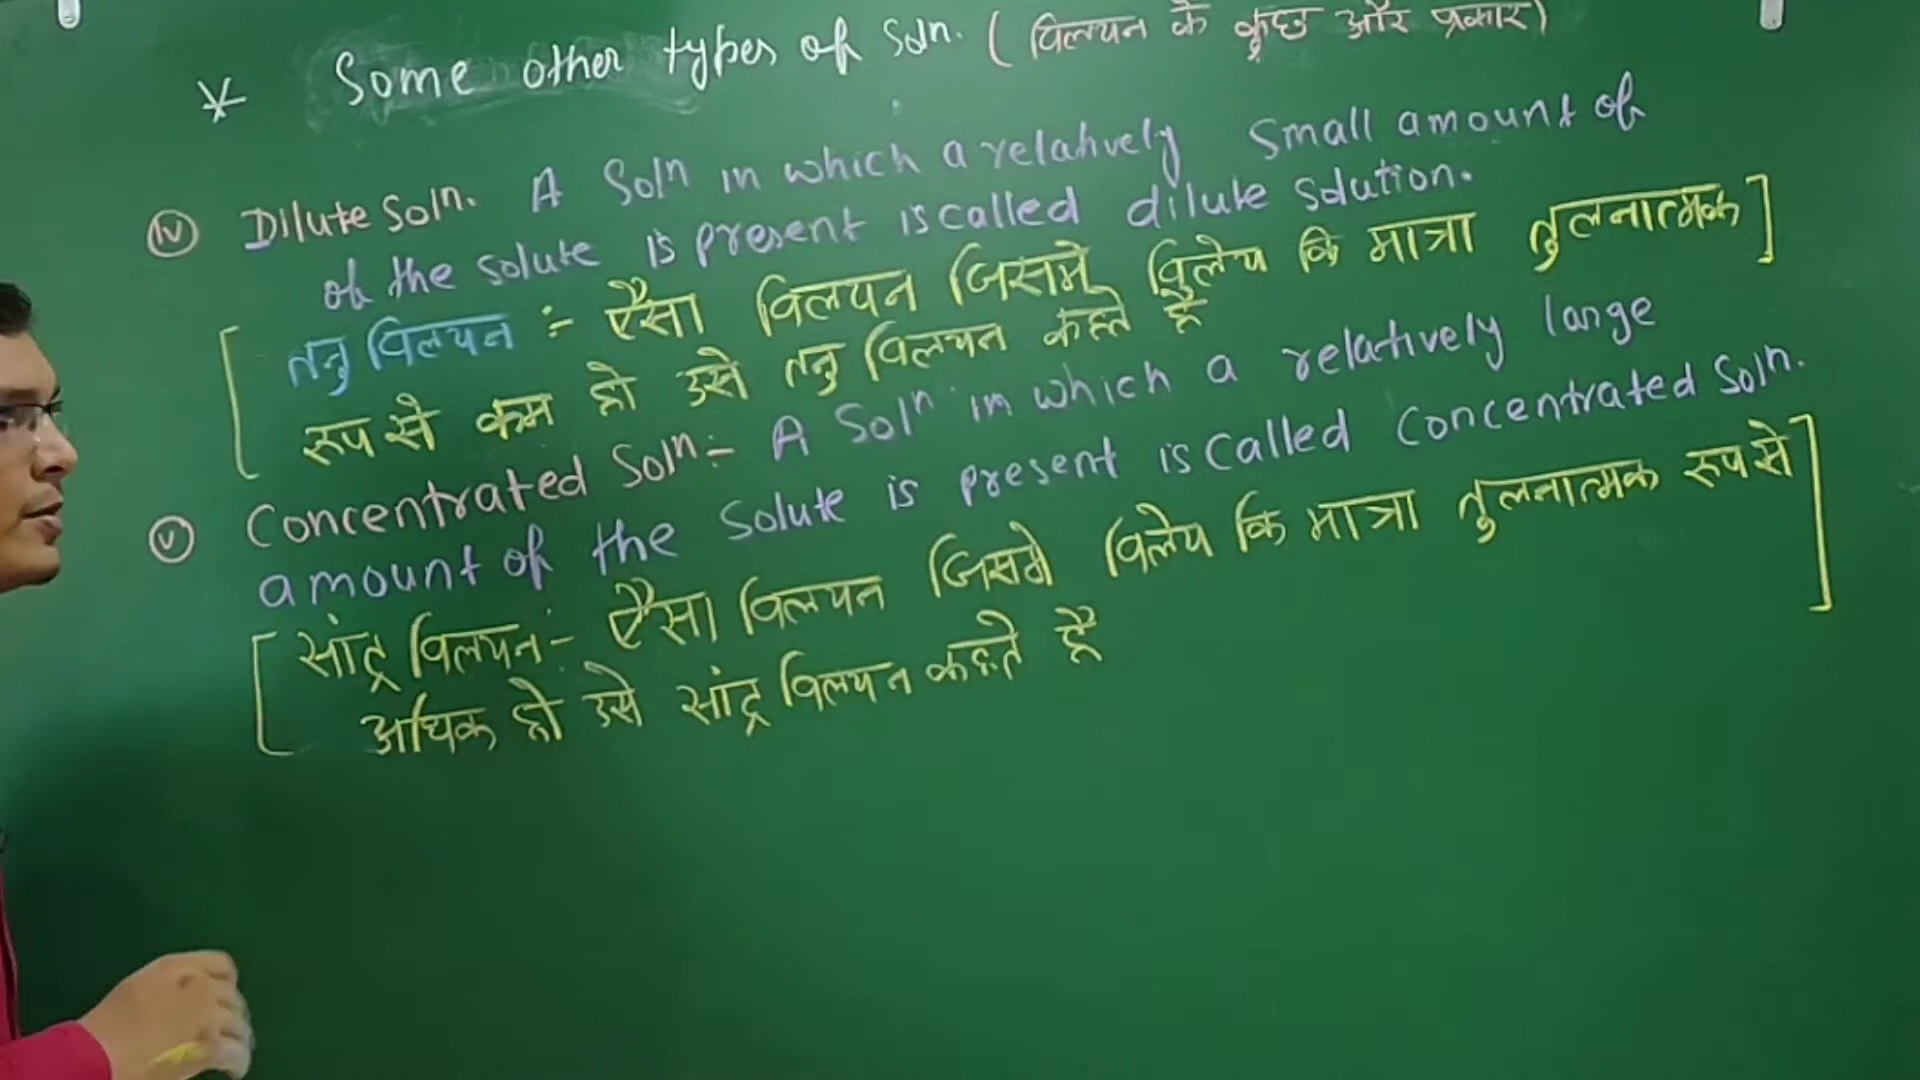 * Some other types of Soln. (विलयन के कुछ और प्रकार)
(iv) Dilute Soln. A Solⁿ in which a relatively Small amount of
of the solute is present is called dilute solution.
[ तनु विलयन :- ऐसा विलयन जिसमे विलेय कि मात्रा तुलनात्मक ]
रूप से कम हो उसे तनु विलयन कहते है
(v) Concentrated Solⁿ:- A Solⁿ in which a relatively large
amount of the Solute is present is called Concentrated Solⁿ.
[ सांद्र विलयन:- ऐसा विलयन जिसमे विलेय कि मात्रा तुलनात्मक रूप से ]
अधिक हो उसे सांद्र विलयन कहते है